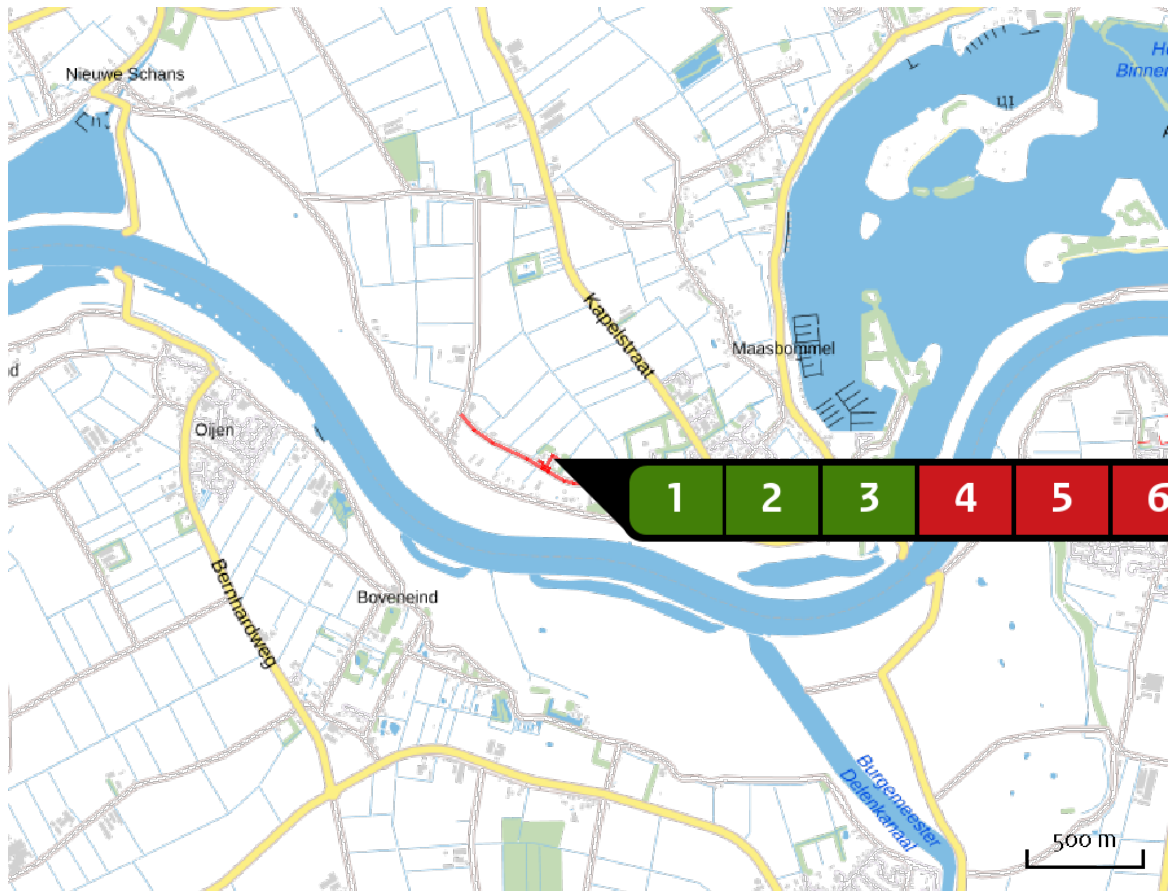 Nieuwe Schans
Binnen
Kapelstraat
Maasbommel
Oijen
1 2 3 4 5 6
Bernhardweg
Boveneind
Burgemeester
Delenkanaal
500 m